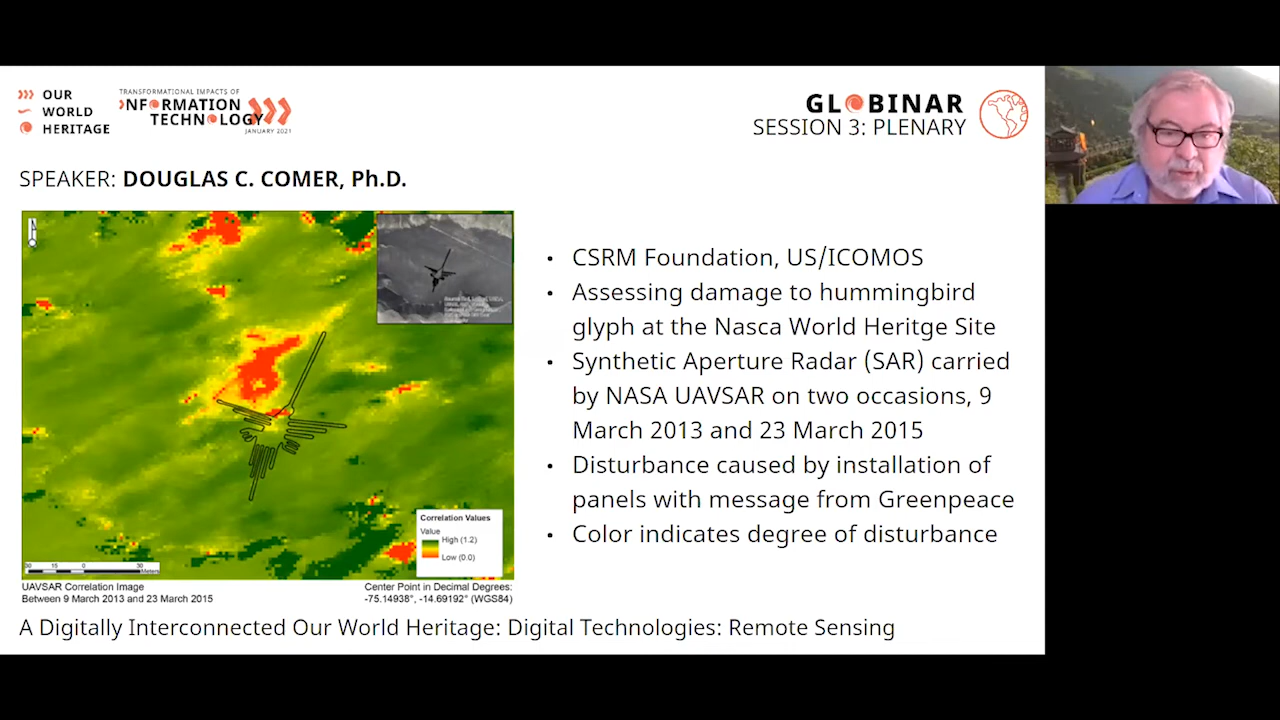 OUR
WORLD
HERITAGE
TRANSFORMATIONAL IMPACTS OF
INFORMATION
TECHNOLOGY
JANUARY 2021
GLOBINAR
SESSION 3: PLENARY
SPEAKER: DOUGLAS C. COMER, Ph.D.
• CSRM Foundation, US/ICOMOS
• Assessing damage to hummingbird
glyph at the Nasca World Heritge Site
• Synthetic Aperture Radar (SAR) carried
by NASA UAVSAR on two occasions, 9
March 2013 and 23 March 2015
• Disturbance caused by installation of
panels with message from Greenpeace
• Color indicates degree of disturbance
Correlation Values
Value
High (1.2)
Low (0.0)
30 15 0 30
Meters
UAVSAR Correlation Image
Between 9 March 2013 and 23 March 2015
Center Point in Decimal Degrees:
-75.14938°, -14.69192° (WGS84)
A Digitally Interconnected Our World Heritage: Digital Technologies: Remote Sensing